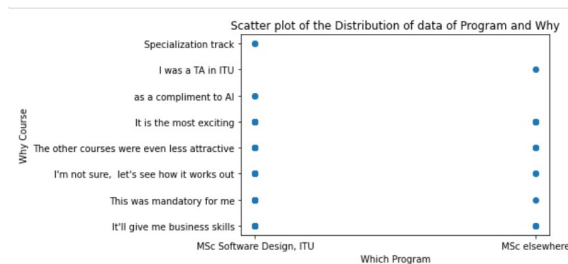 Scatter plot of the Distribution of data of Program and Why
Specialization track
I was a TA in ITU
as a compliment to AI
It is the most exciting
The other courses were even less attractive
I'm not sure, let's see how it works out
This was mandatory for me
It'll give me business skills
Why Course
MSc Software Design, ITU
MSc elsewhere
Which Program